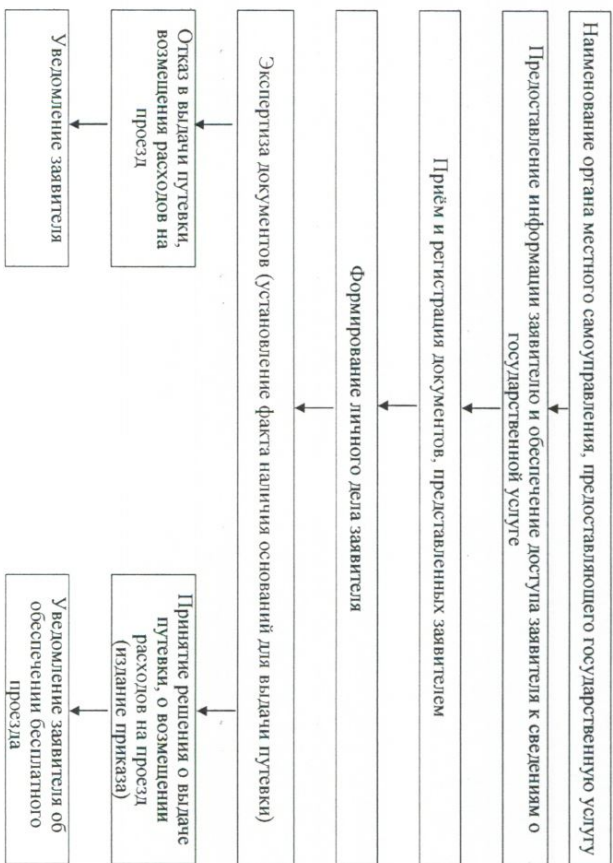 Наименование органа местного самоуправления, предоставляющего государственную услугу
Предоставление информации заявителю и обеспечение доступа заявителя к сведениям о
государственной услуге
Приём и регистрация документов, представленных заявителем
Формирование личного дела заявителя
Экспертиза документов (установление факта наличия оснований для выдачи путевки)
Отказ в выдачи путевки,
возмещения расходов на
проезд
Принятие решения о выдаче
путевки, о возмещении
расходов на проезд
(издание приказа)
Уведомление заявителя
Уведомление заявителя об
обеспечении бесплатного
проезда